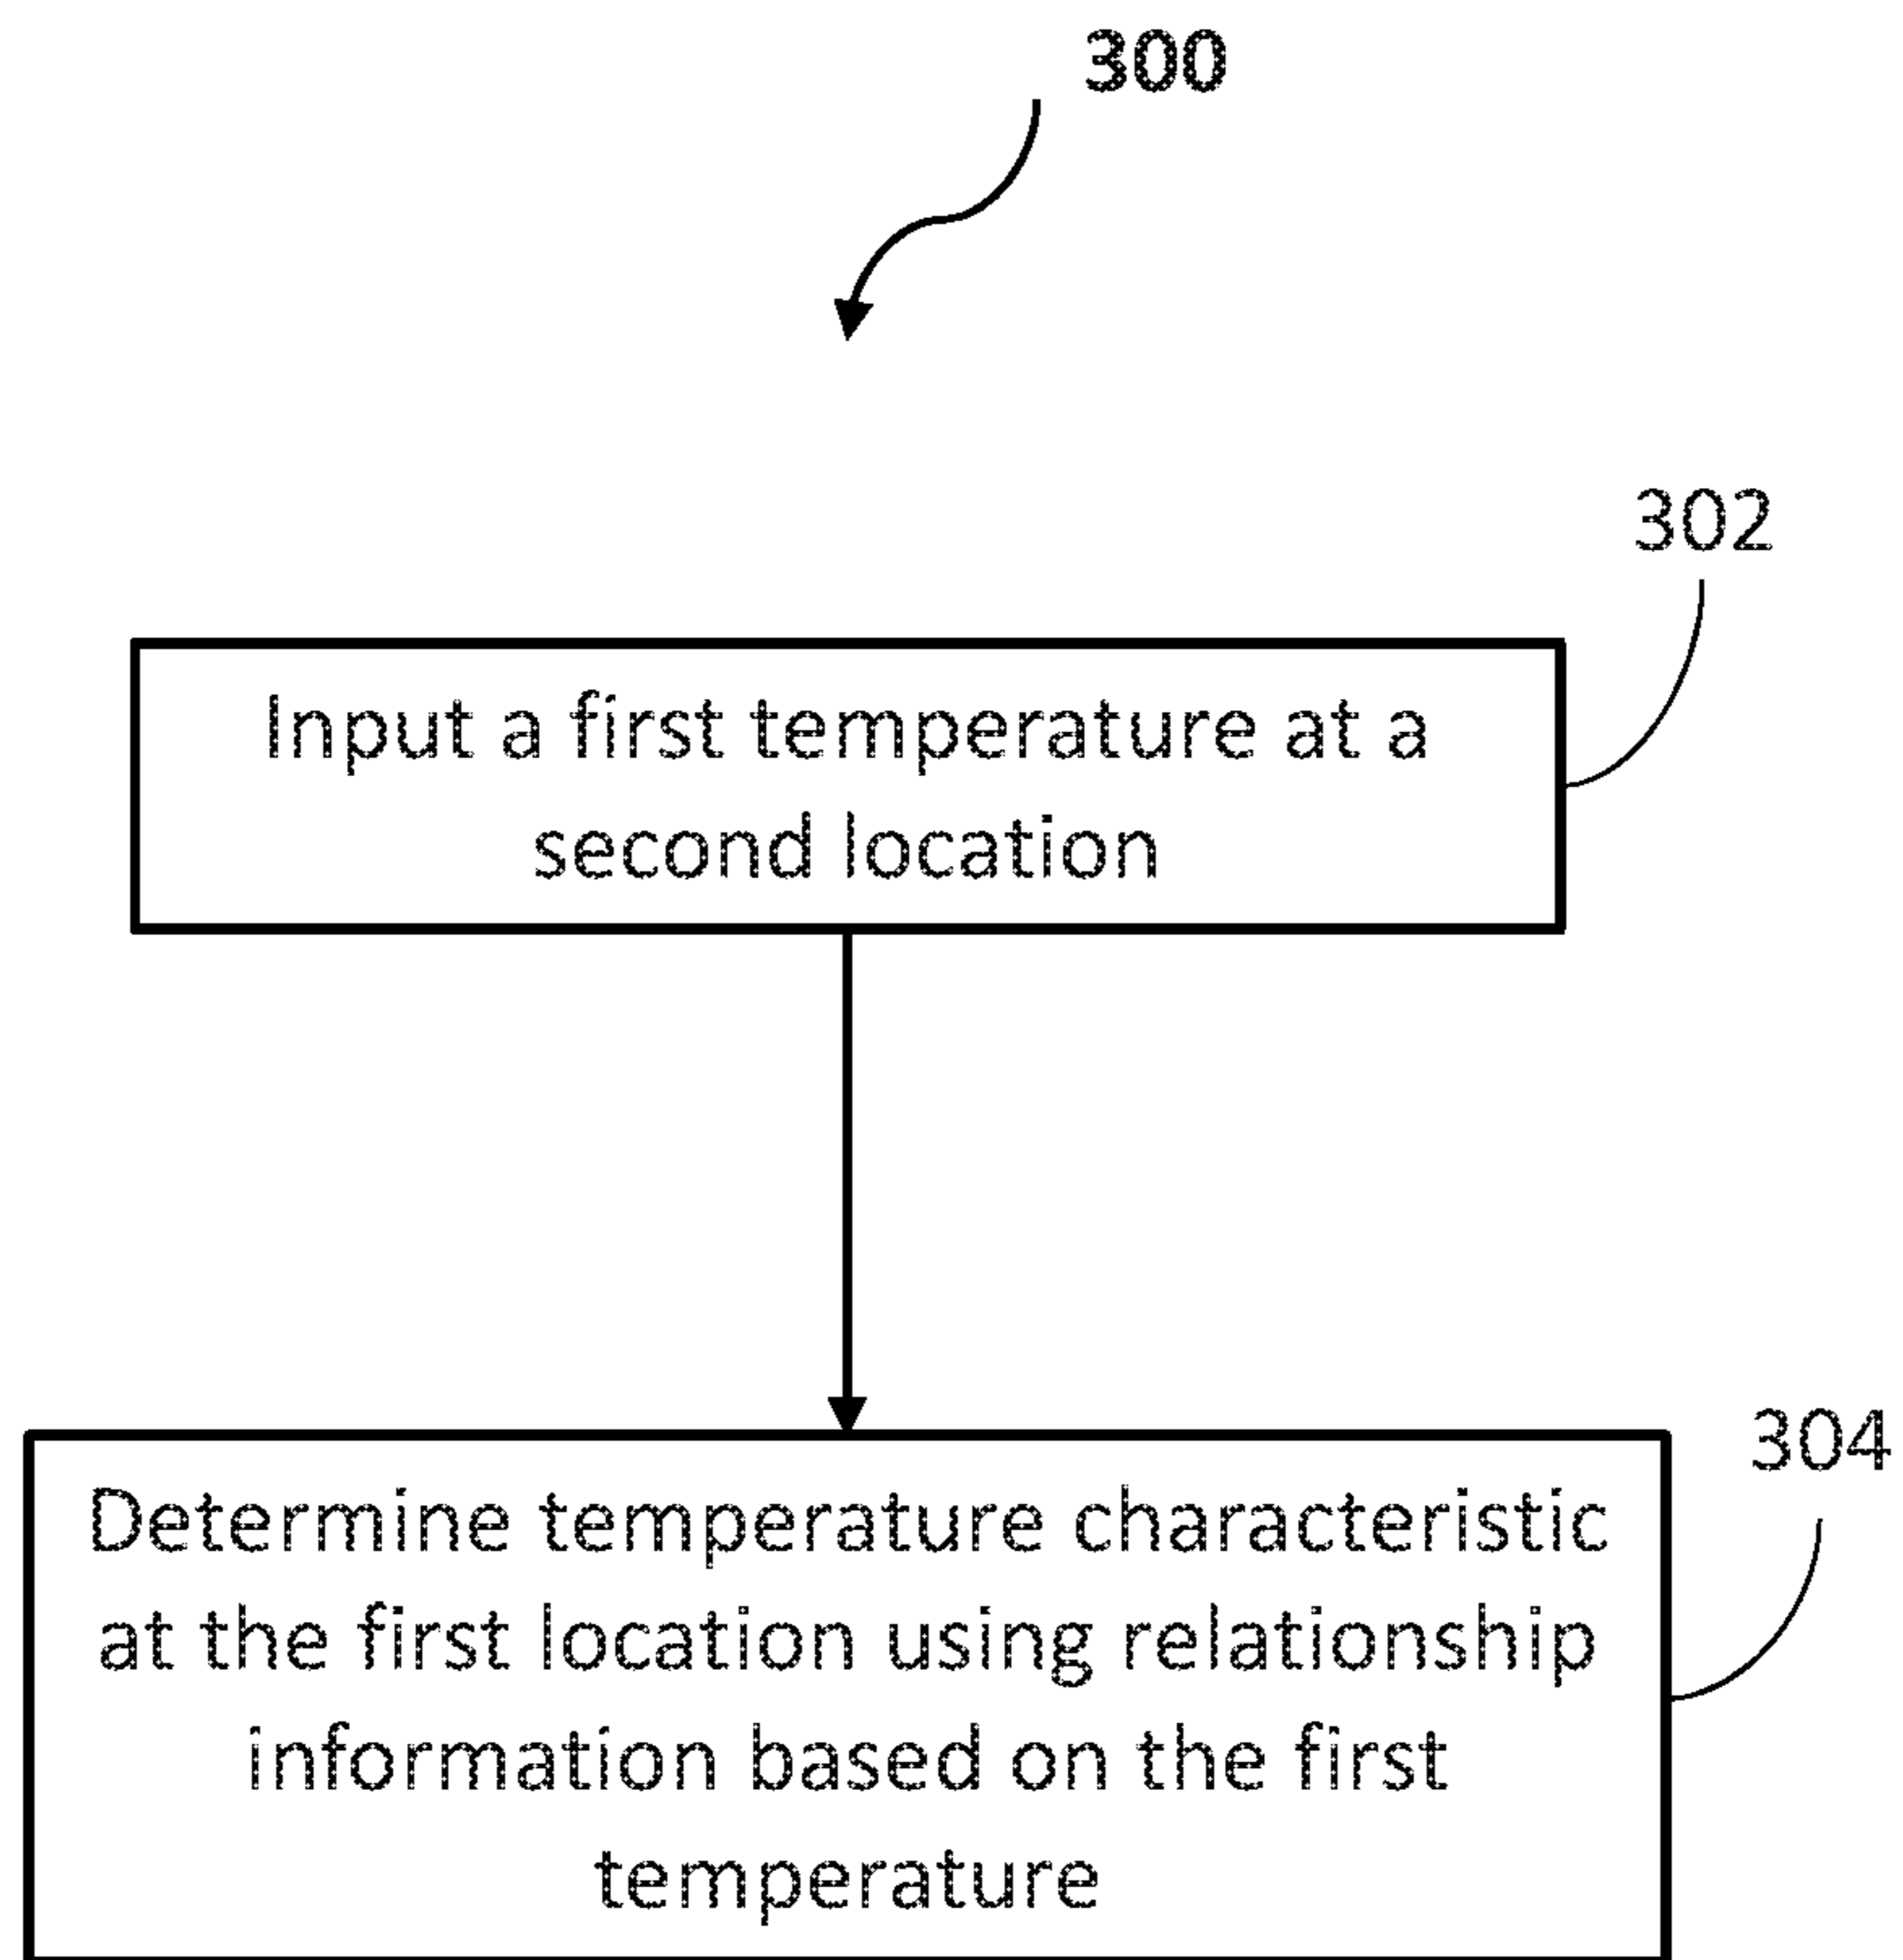 300
302
Input a first temperature at a
second location
304
Determine temperature characteristic
at the first location using relationship
information based on the first
temperature